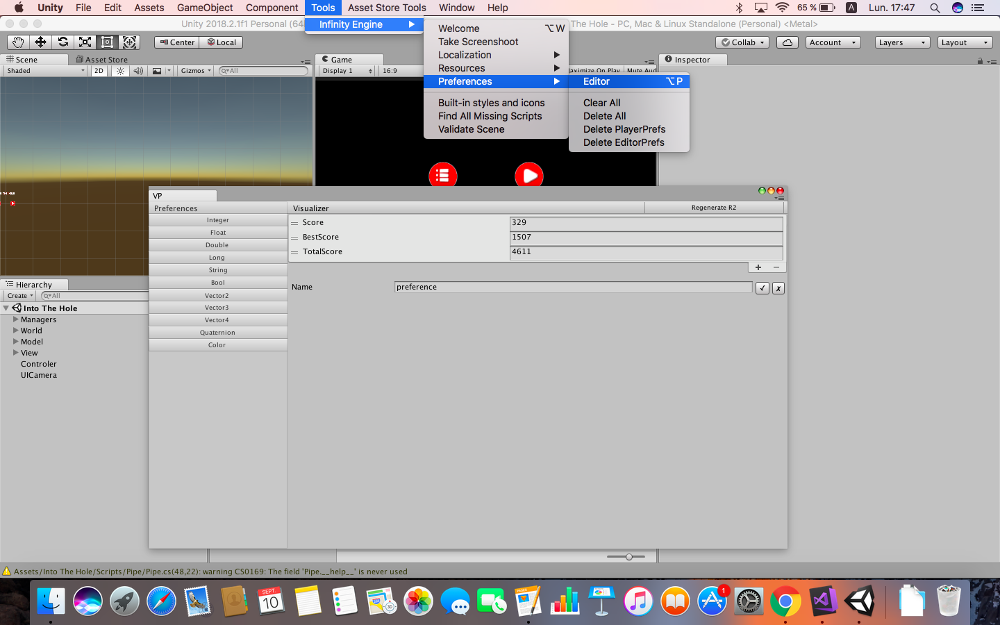 Unity File Edit Assets GameObject Component Tools Asset Store Tools Window Help 65 % A Lun. 17:47
Unity 2018.2.1f1 Personal (64
The Hole - PC, Mac & Linux Standalone (Personal) <Metal>
Infinity Engine
Welcome ⌥W
Take Screenshot
Localization
Resources
Preferences
Built-in styles and icons
Find All Missing Scripts
Validate Scene
Editor ⌥P
Clear All
Delete All
Delete PlayerPrefs
Delete EditorPrefs
Center Local
Collab Account Layers Layout
Scene Asset Store
Shaded 2D Gizmos All
Game
Display 1 16:9 Maximize On Play Mute Aud
Inspector
VP
Preferences
Integer
Float
Double
Long
String
Bool
Vector2
Vector3
Vector4
Quaternion
Color
Visualizer Regenerate R2
Score 329
BestScore 1507
TotalScore 4611
+ −
Name preference ✓ ✗
Hierarchy
Create All
Into The Hole
Managers
World
Model
View
Controler
UICamera
Assets/Into The Hole/Scripts/Pipe/Pipe.cs(48,22): warning CS0169: The field 'Pipe.__help__' is never used
SEPT.
10
PAGES
1